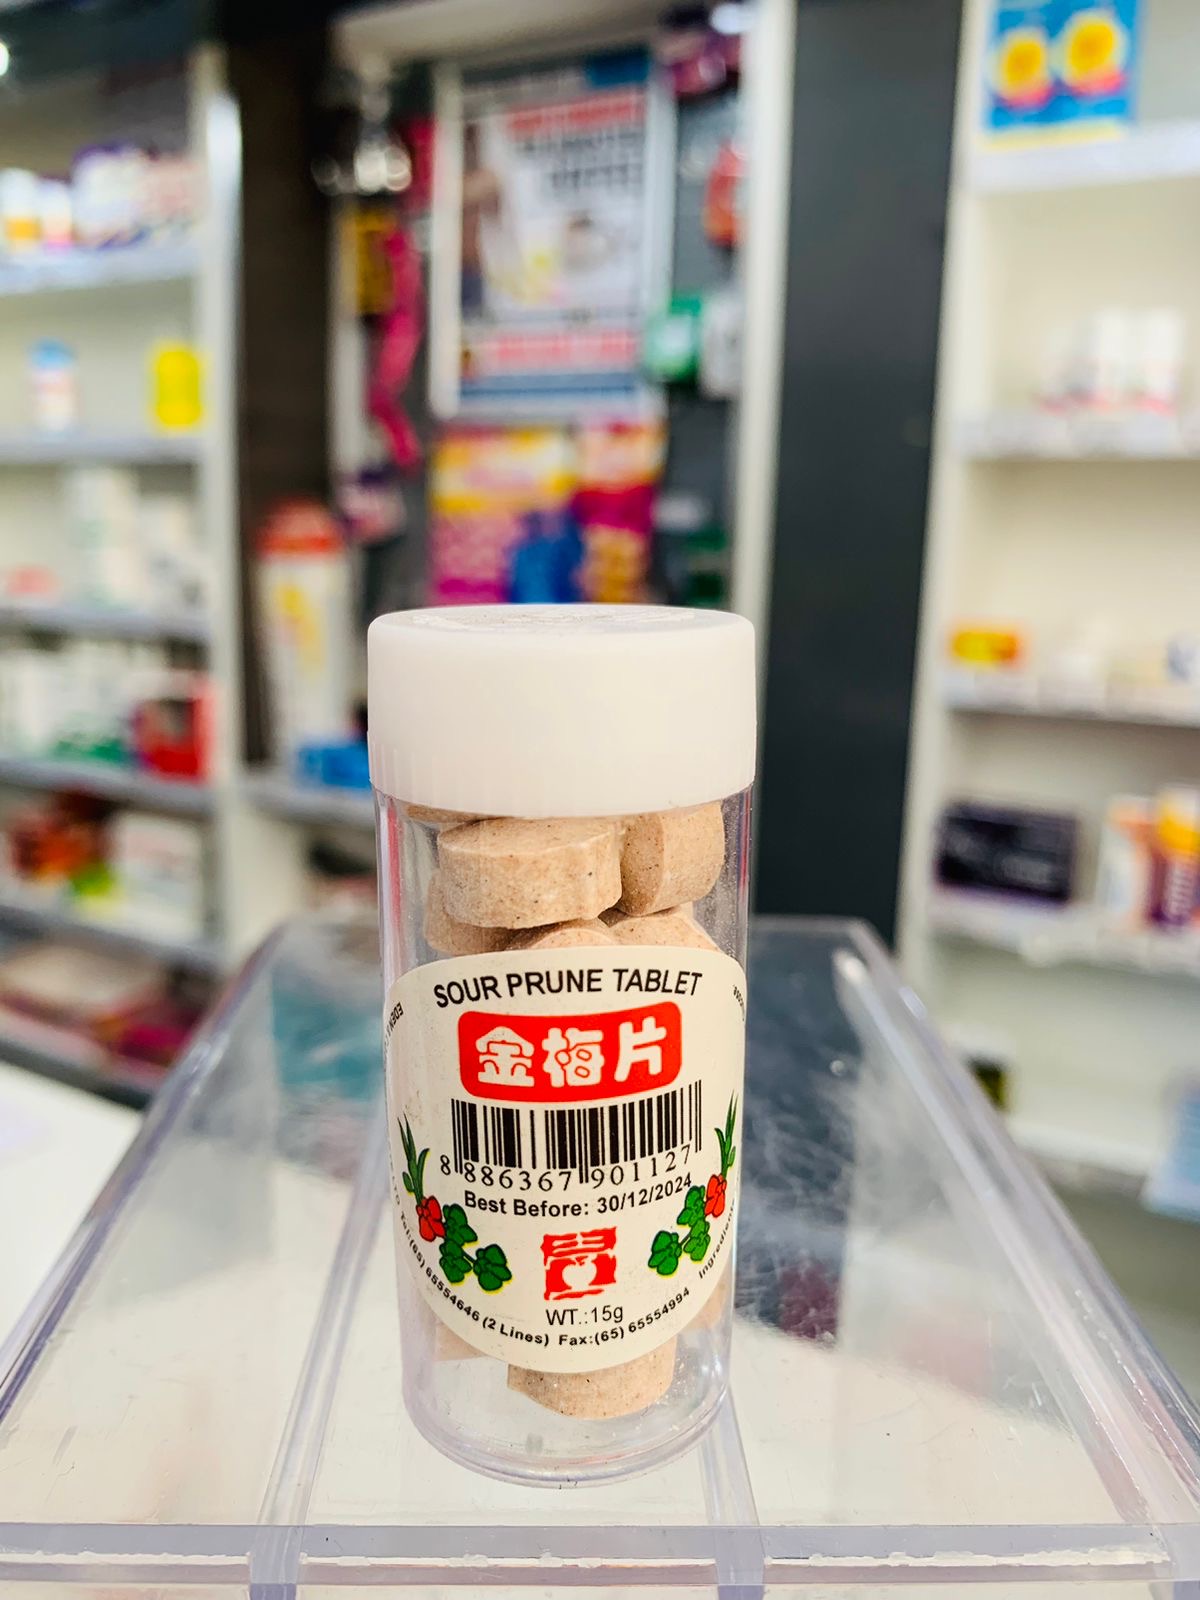 SOUR PRUNE TABLET
金梅片
8 886367 901127
Best Before: 30/12/2024
WT.:15g
Tel:(65) 65554646 (2 Lines) Fax:(65) 65554994